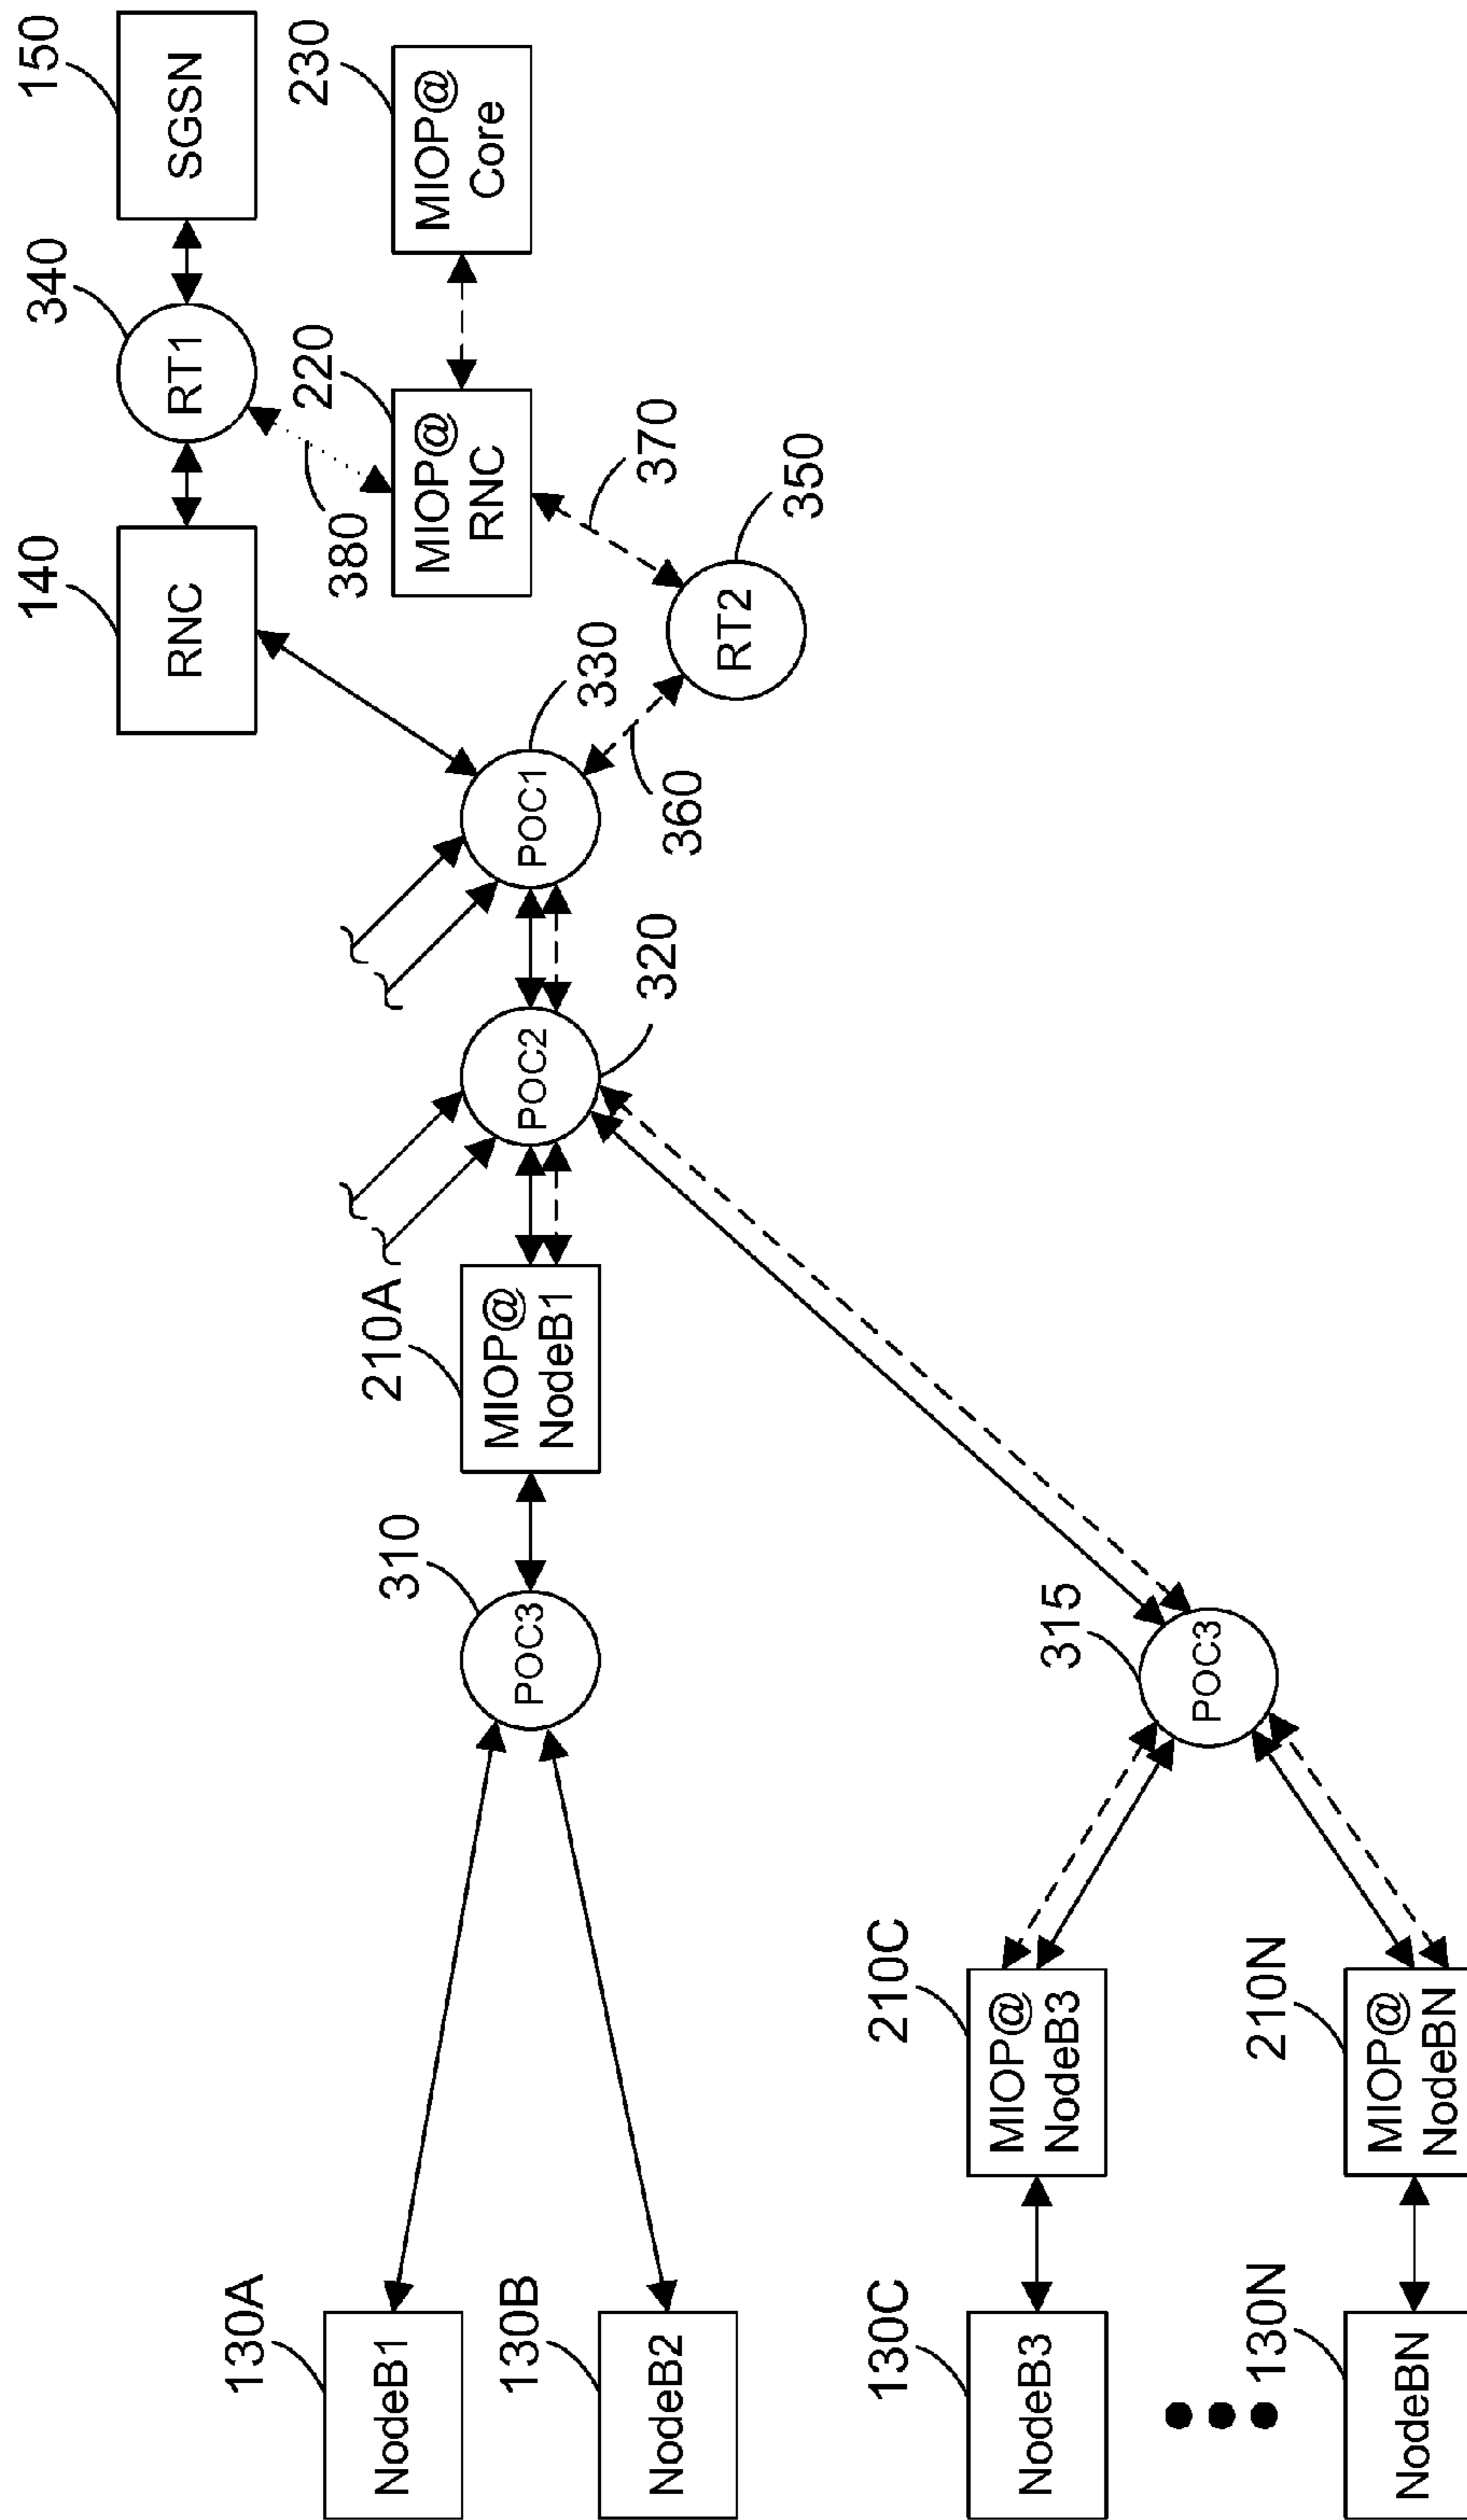 130A
NodeB1
130B
NodeB2
130C
NodeB3
130N
NodeBN
210C
MIOP@
NodeB3
210N
MIOP@
NodeBN
310
POC3
315
POC3
210A
MIOP@
NodeB1
320
POC2
330
POC1
360
370
350
RT2
140
RNC
380
220
MIOP@
RNC
340
RT1
150
SGSN
230
MIOP@
Core